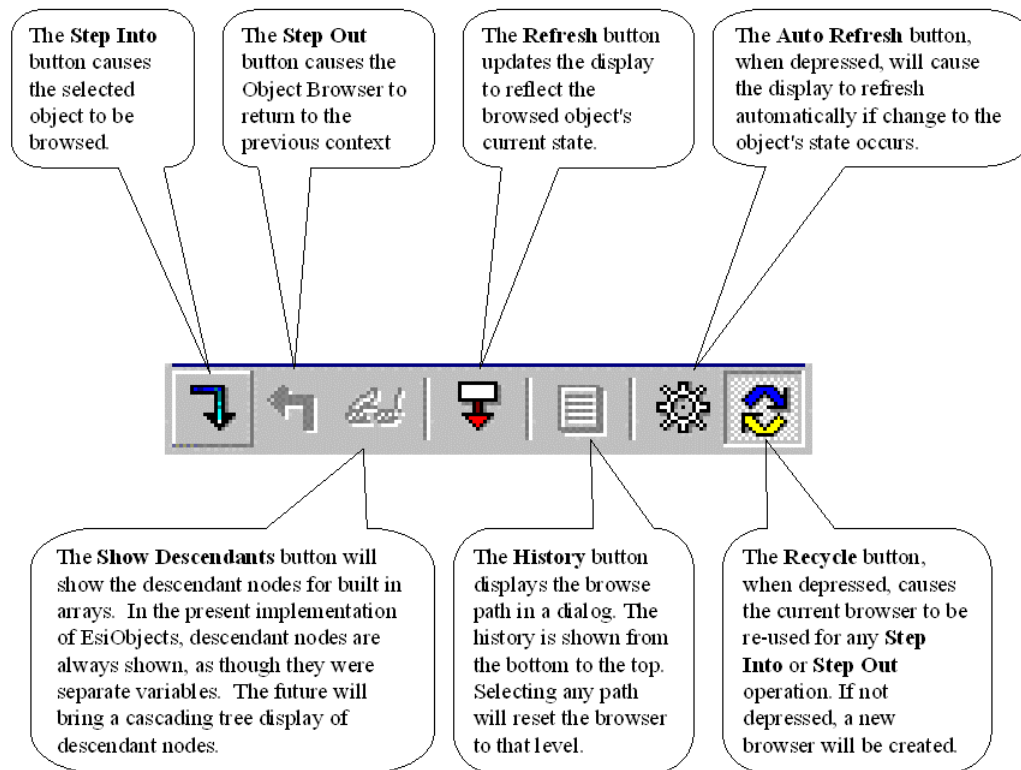 The Step Into
button causes
the selected
object to be
browsed.
The Step Out
button causes the
Object Browser to
return to the
previous context
The Refresh button
updates the display
to reflect the
browsed object's
current state.
The Auto Refresh button,
when depressed, will cause
the display to refresh
automatically if change to the
object's state occurs.
The Show Descendants button will
show the descendant nodes for built in
arrays. In the present implementation
of EsiObjects, descendant nodes are
always shown, as though they were
separate variables. The future will
bring a cascading tree display of
descendant nodes.
The History button
displays the browse
path in a dialog. The
history is shown from
the bottom to the top.
Selecting any path
will reset the browser
to that level.
The Recycle button,
when depressed, causes
the current browser to be
re-used for any Step
Into or Step Out
operation. If not
depressed, a new
browser will be created.